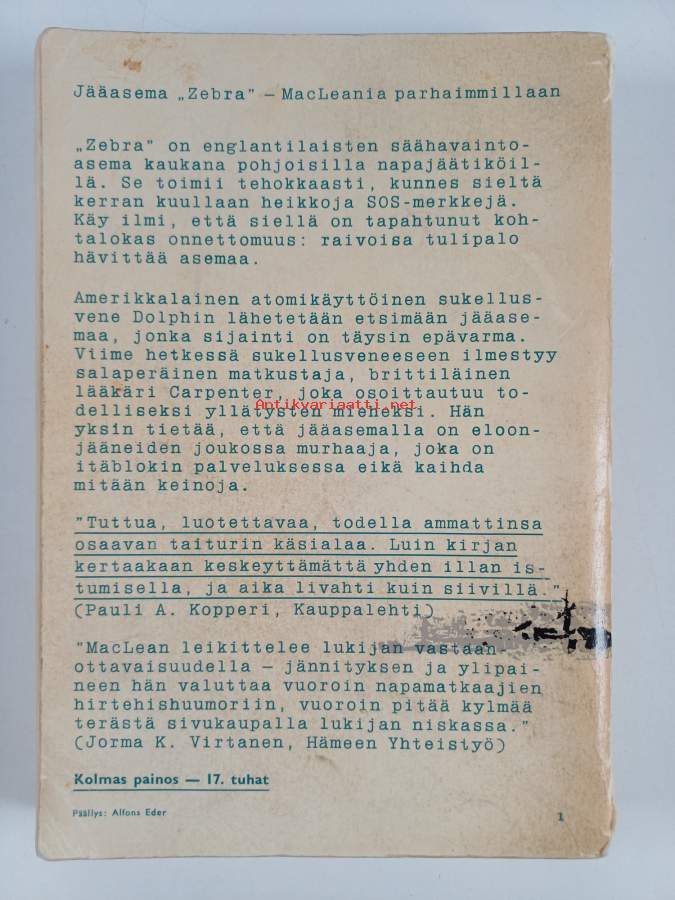 Jääasema „Zebra" – MacLeania parhaimmillaan
„Zebra" on englantilaisten säähavainto-
asema kaukana pohjoisilla napajäätiköil-
lä. Se toimii tehokkaasti, kunnes sieltä
kerran kuullaan heikkoja SOS-merkkejä.
Käy ilmi, että siellä on tapahtunut koh-
talokas onnettomuus: raivoisa tulipalo
hävittää asemaa.
Amerikkalainen atomikäyttöinen sukellus-
vene Dolphin lähetetään etsimään jääase-
maa, jonka sijainti on täysin epävarma.
Viime hetkessä sukellusveneeseen ilmestyy
salaperäinen matkustaja, brittiläinen
lääkäri Carpenter, joka osoittautuu to-
Antikvariaatti.net
delliseksi yllätysten mieheksi. Hän
yksin tietää, että jääasemalla on eloon-
jääneiden joukossa murhaaja, joka on
itäblokin palveluksessa eikä kaihda
mitään keinoja.
"Tuttua, luotettavaa, todella ammattinsa
osaavan taiturin käsialaa. Luin kirjan
kertaakaan keskeyttämättä yhden illan is-
tumisella, ja aika livahti kuin siivillä."
(Pauli A. Kopperi, Kauppalehti)
"MacLean leikittelee lukijan vastaan-
ottavaisuudella – jännityksen ja ylipai-
neen hän valuttaa vuoroin napamatkaajien
hirtehishuumoriin, vuoroin pitää kylmää
terästä sivukaupalla lukijan niskassa."
(Jorma K. Virtanen, Hämeen Yhteistyö)
Kolmas painos — 17. tuhat
Päällys: Alfons Eder 1